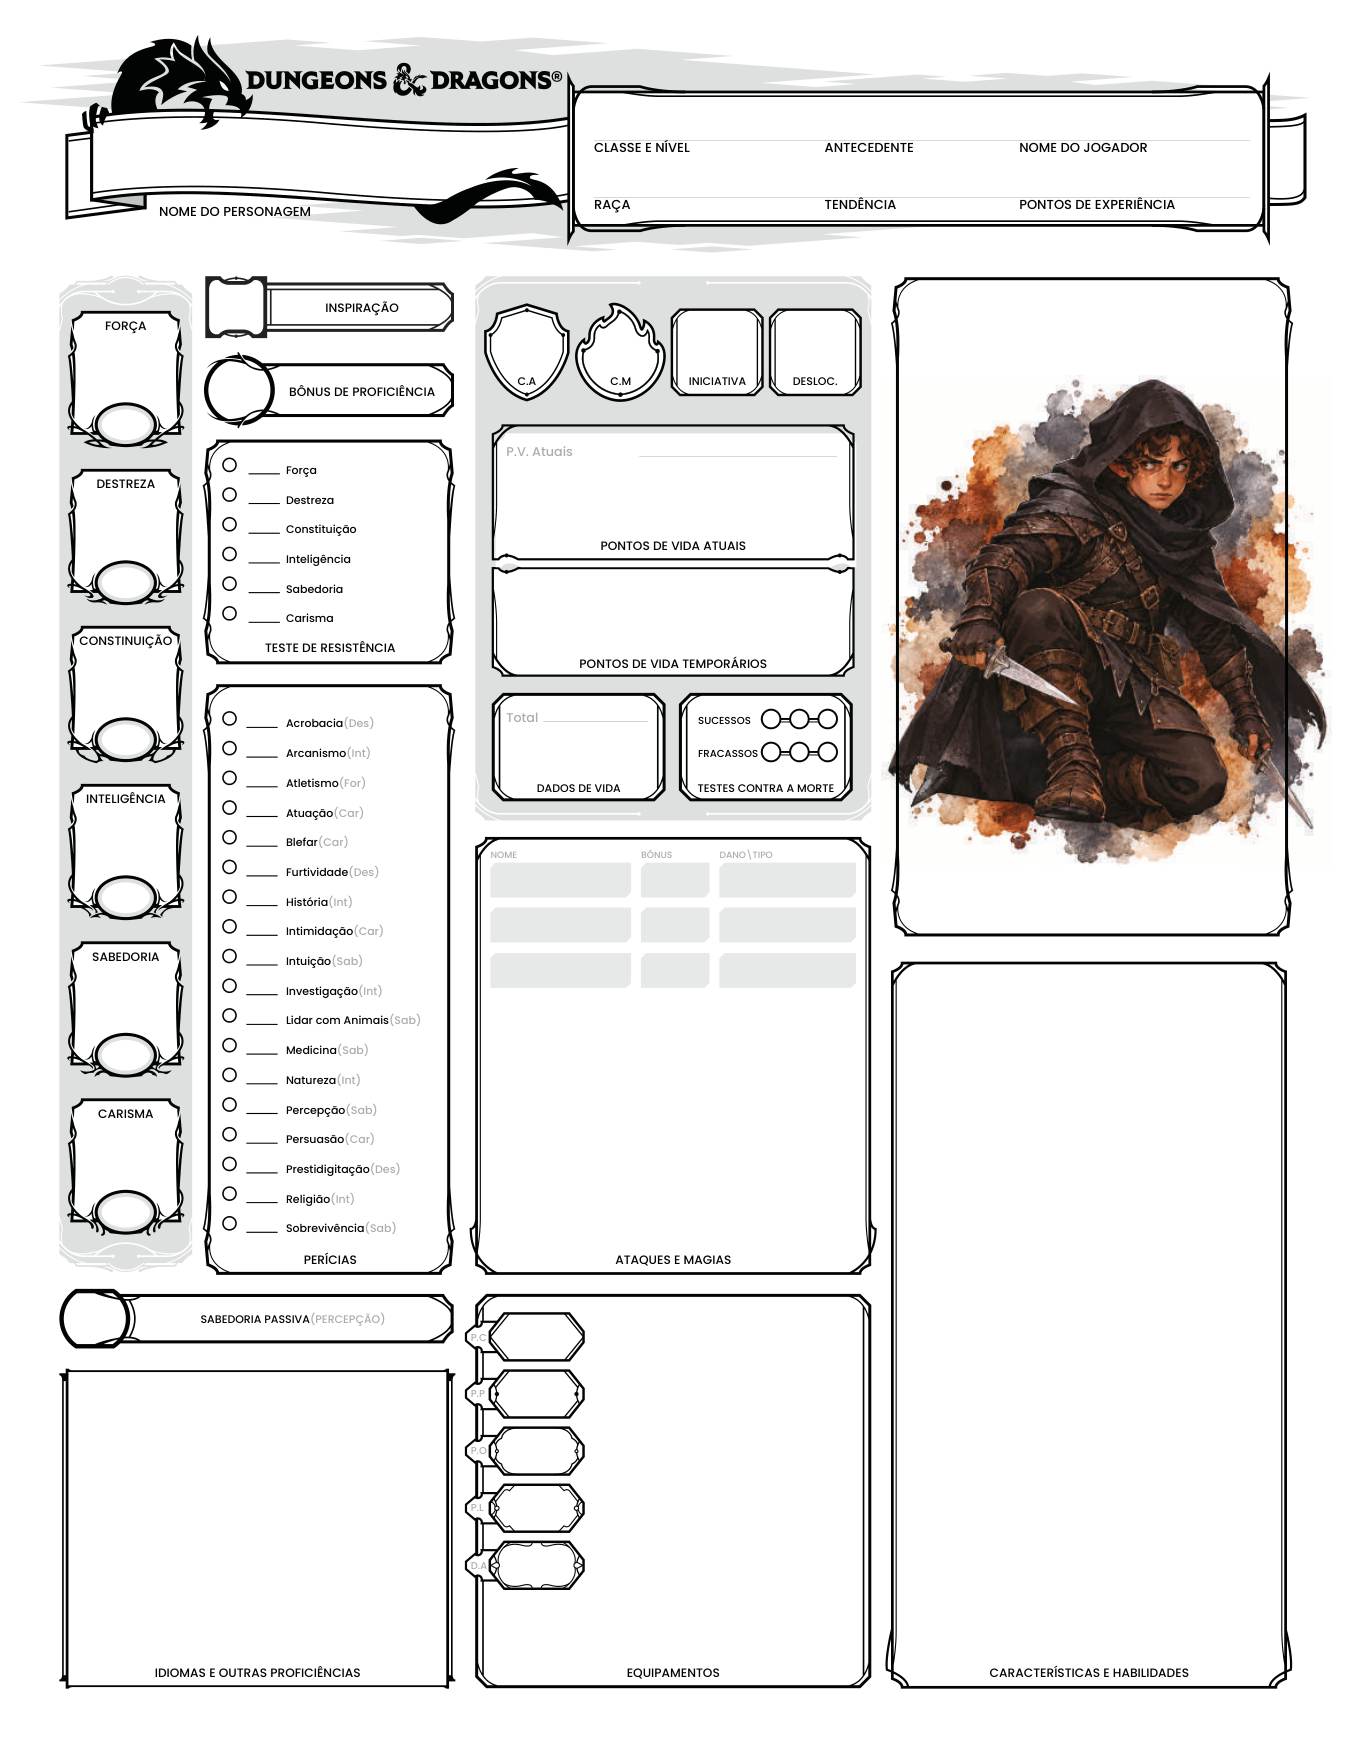 DUNGEONS & DRAGONS®
CLASSE E NÍVEL ANTECEDENTE NOME DO JOGADOR
RAÇA TENDÊNCIA PONTOS DE EXPERIÊNCIA
NOME DO PERSONAGEM
FORÇA
DESTREZA
CONSTINUIÇÃO
INTELIGÊNCIA
SABEDORIA
CARISMA
INSPIRAÇÃO
BÔNUS DE PROFICIÊNCIA
Força
Destreza
Constituição
Inteligência
Sabedoria
Carisma
TESTE DE RESISTÊNCIA
Acrobacia(Des)
Arcanismo(Int)
Atletismo(For)
Atuação(Car)
Blefar(Car)
Furtividade(Des)
História(Int)
Intimidação(Car)
Intuição(Sab)
Investigação(Int)
Lidar com Animais(Sab)
Medicina(Sab)
Natureza(Int)
Percepção(Sab)
Persuasão(Car)
Prestidigitação(Des)
Religião(Int)
Sobrevivência(Sab)
PERÍCIAS
SABEDORIA PASSIVA(PERCEPÇÃO)
IDIOMAS E OUTRAS PROFICIÊNCIAS
C.A C.M INICIATIVA DESLOC.
P.V. Atuais
PONTOS DE VIDA ATUAIS
PONTOS DE VIDA TEMPORÁRIOS
Total
DADOS DE VIDA
SUCESSOS
FRACASSOS
TESTES CONTRA A MORTE
NOME BÔNUS DANO\TIPO
ATAQUES E MAGIAS
P.C
P.P
P.O
P.L
D.A
EQUIPAMENTOS
CARACTERÍSTICAS E HABILIDADES